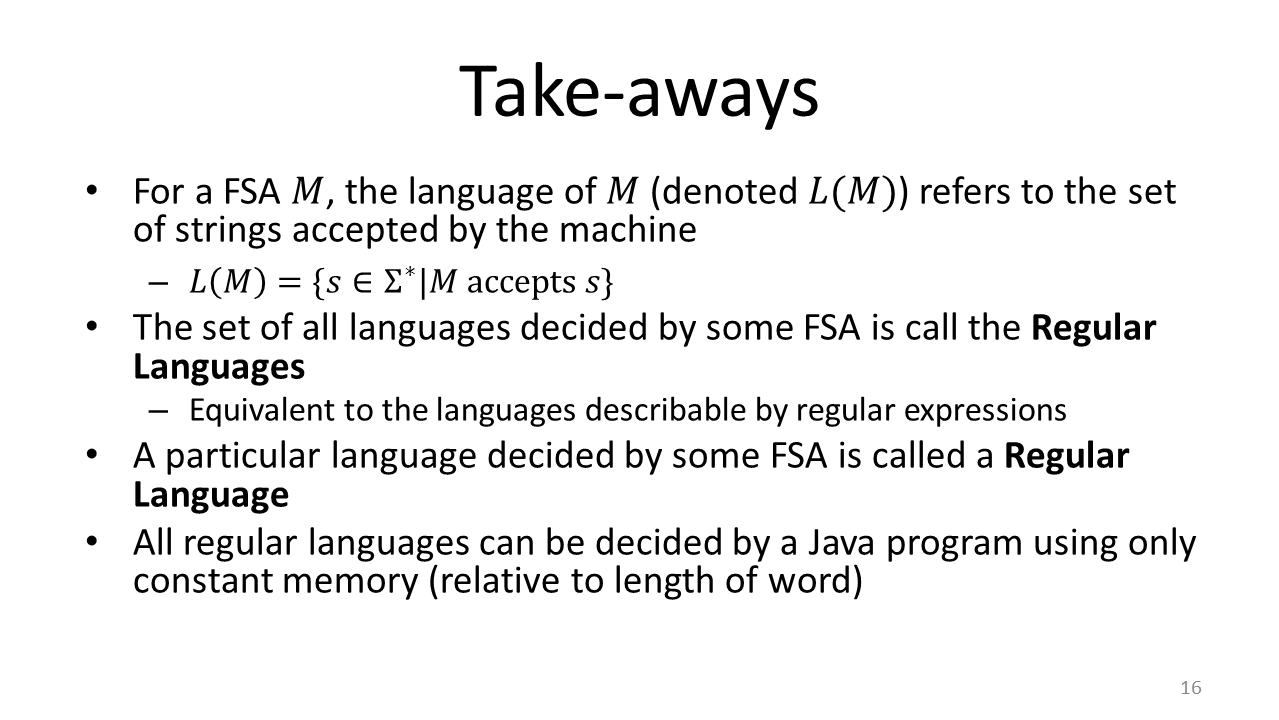 Take-aways
• For a FSA M, the language of M (denoted L(M)) refers to the set
of strings accepted by the machine
– L(M) = {s ∈ Σ*|M accepts s}
• The set of all languages decided by some FSA is call the Regular
Languages
– Equivalent to the languages describable by regular expressions
• A particular language decided by some FSA is called a Regular
Language
• All regular languages can be decided by a Java program using only
constant memory (relative to length of word)
16